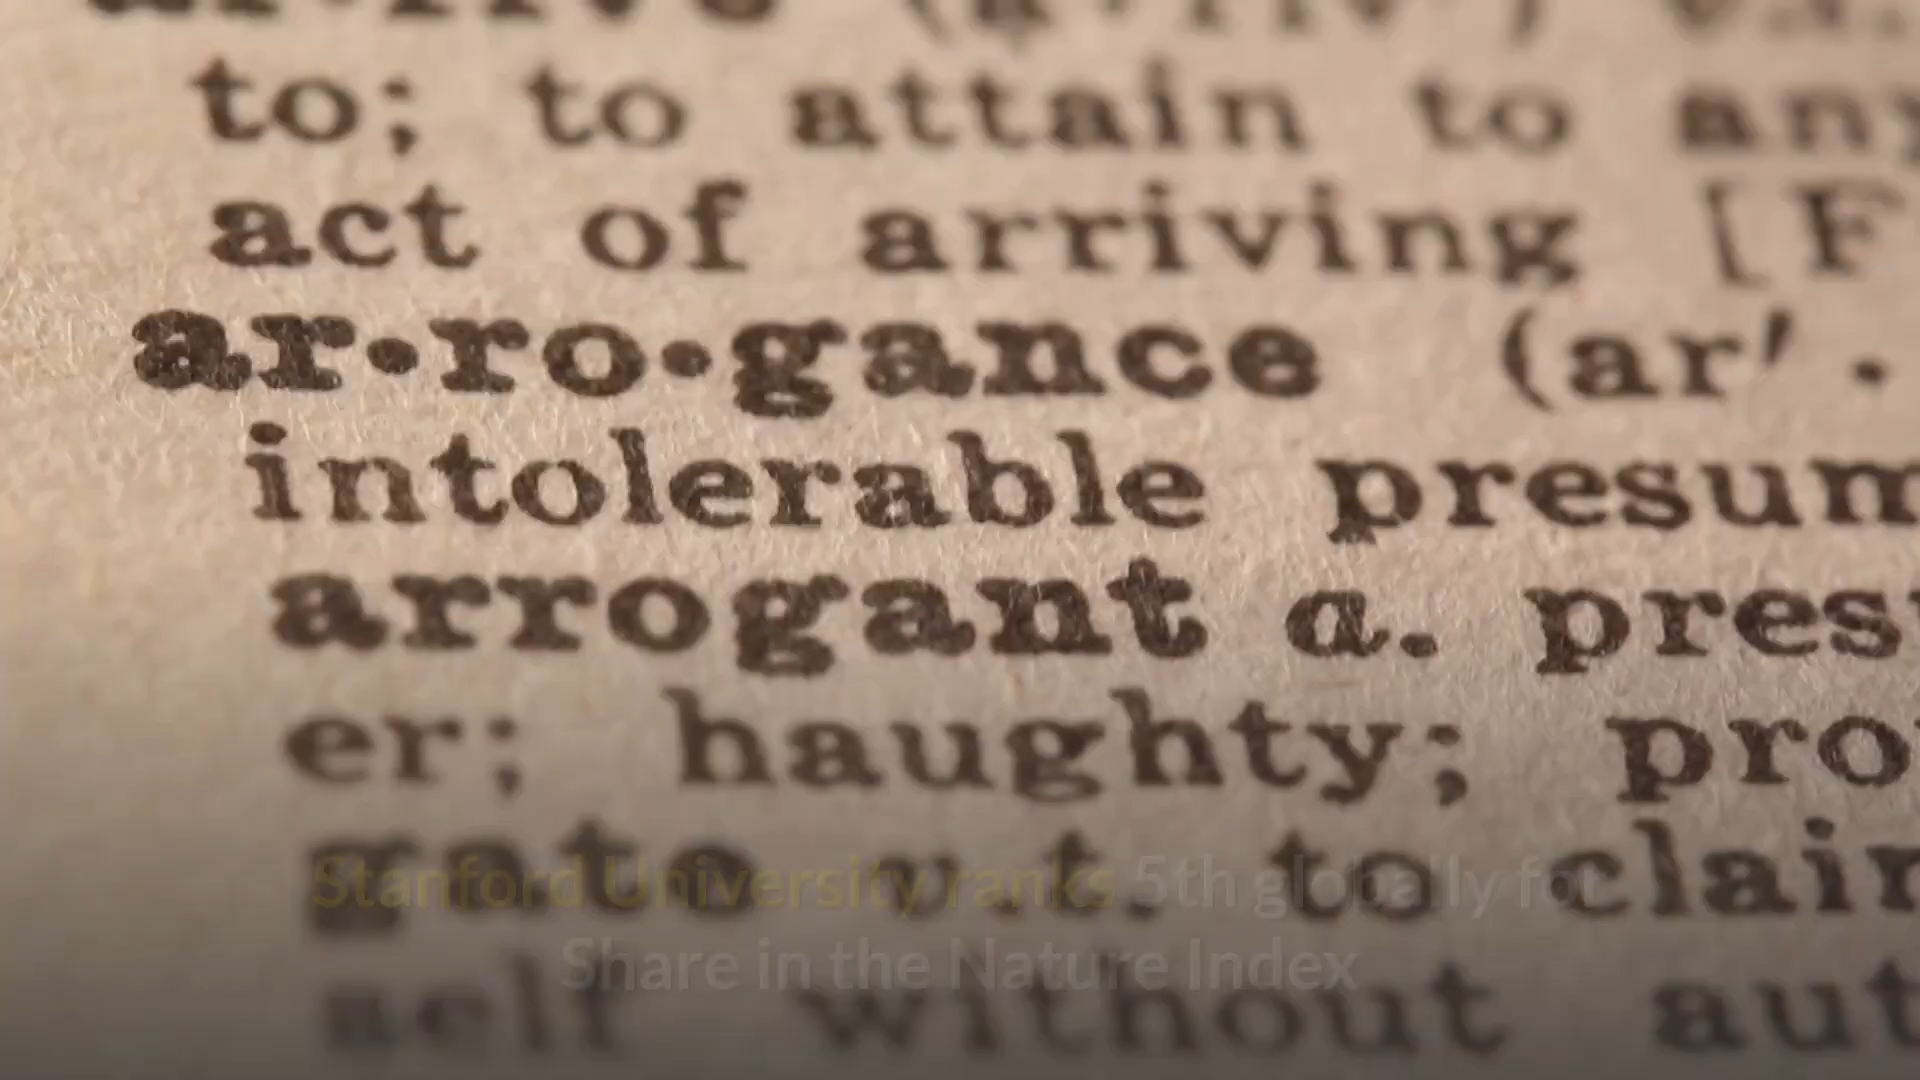 to; to attain to any
act of arriving [F
ar·ro·gance (ar'·
intolerable presum
arrogant a. pres
er; haughty; pro
gate v.t. to claim
self without aut
Stanford University ranks 5th globally for
Share in the Nature Index